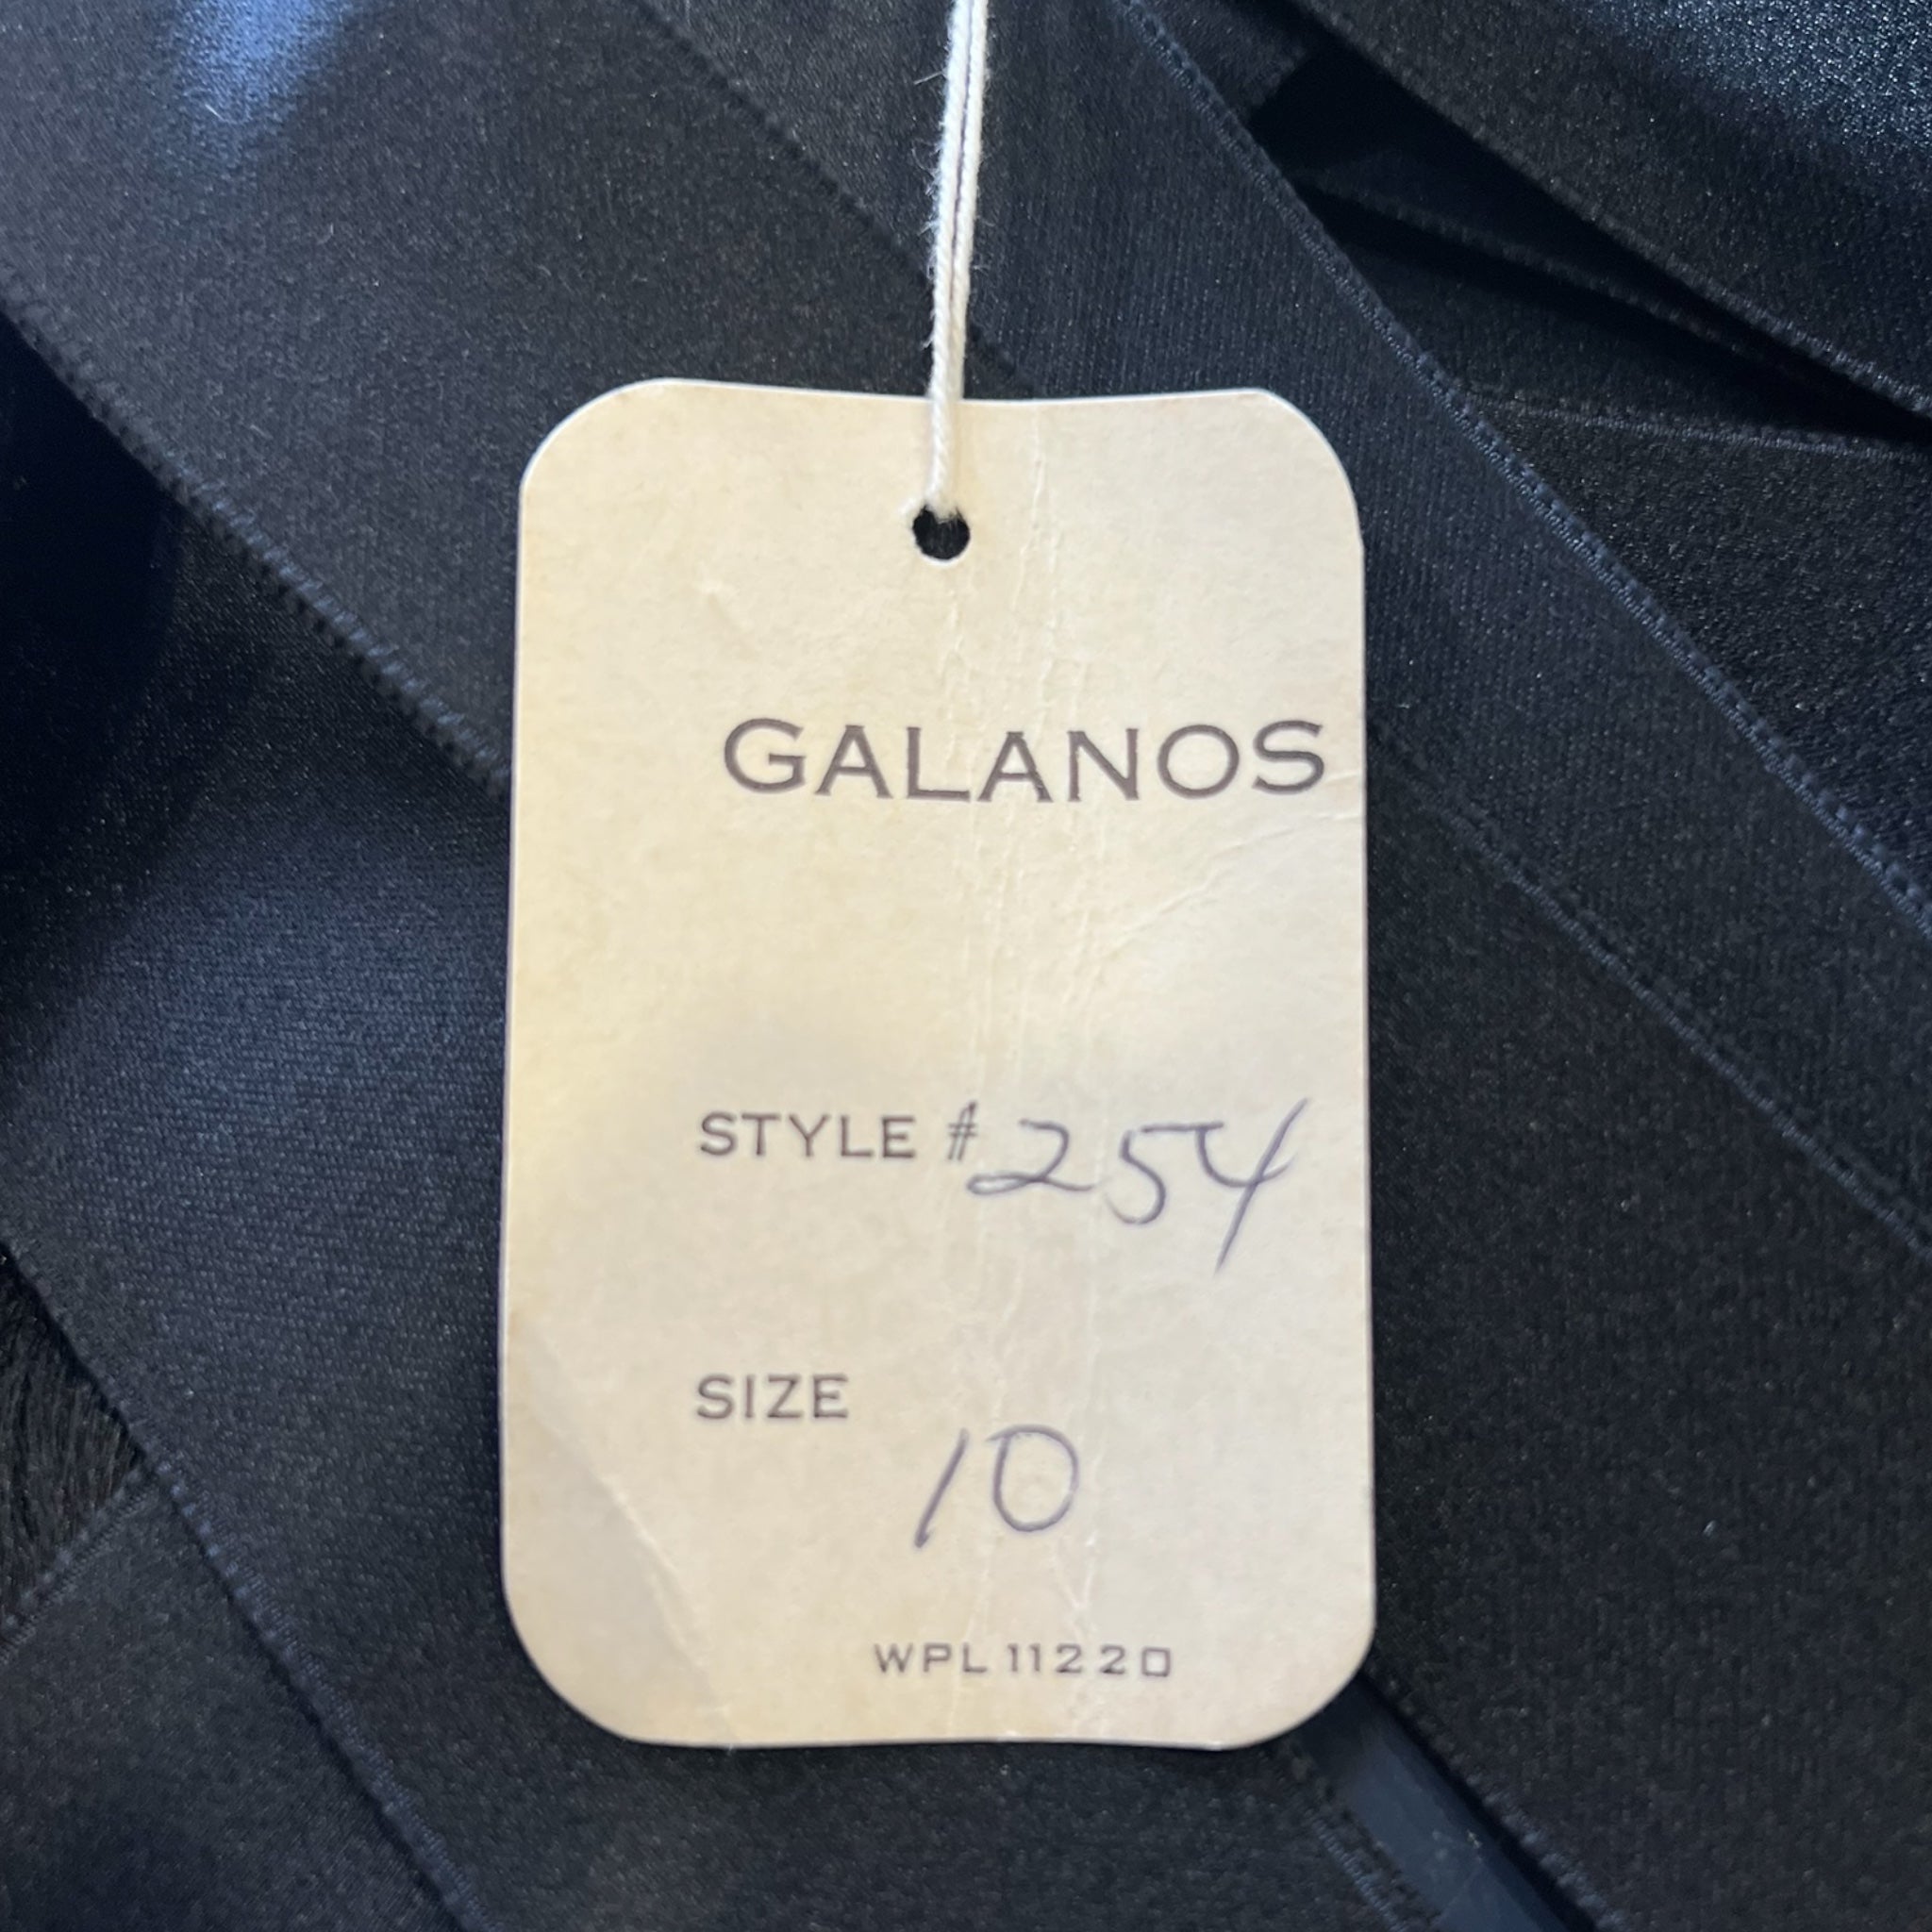 GALANOS
STYLE # 254
SIZE
10
WPL 11220